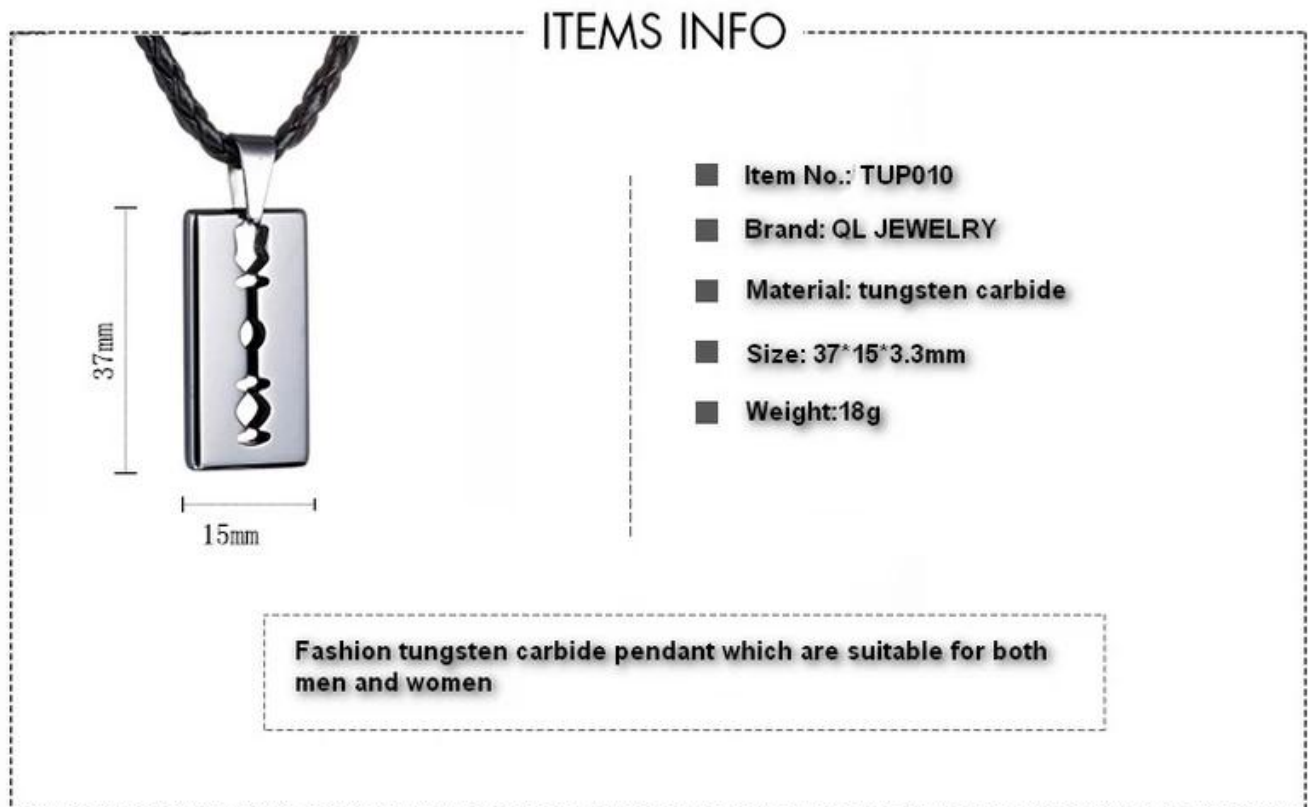 ITEMS INFO
Item No.: TUP010
Brand: QL JEWELRY
Material: tungsten carbide
Size: 37*15*3.3mm
Weight:18g
37mm
15mm
Fashion tungsten carbide pendant which are suitable for both
men and women